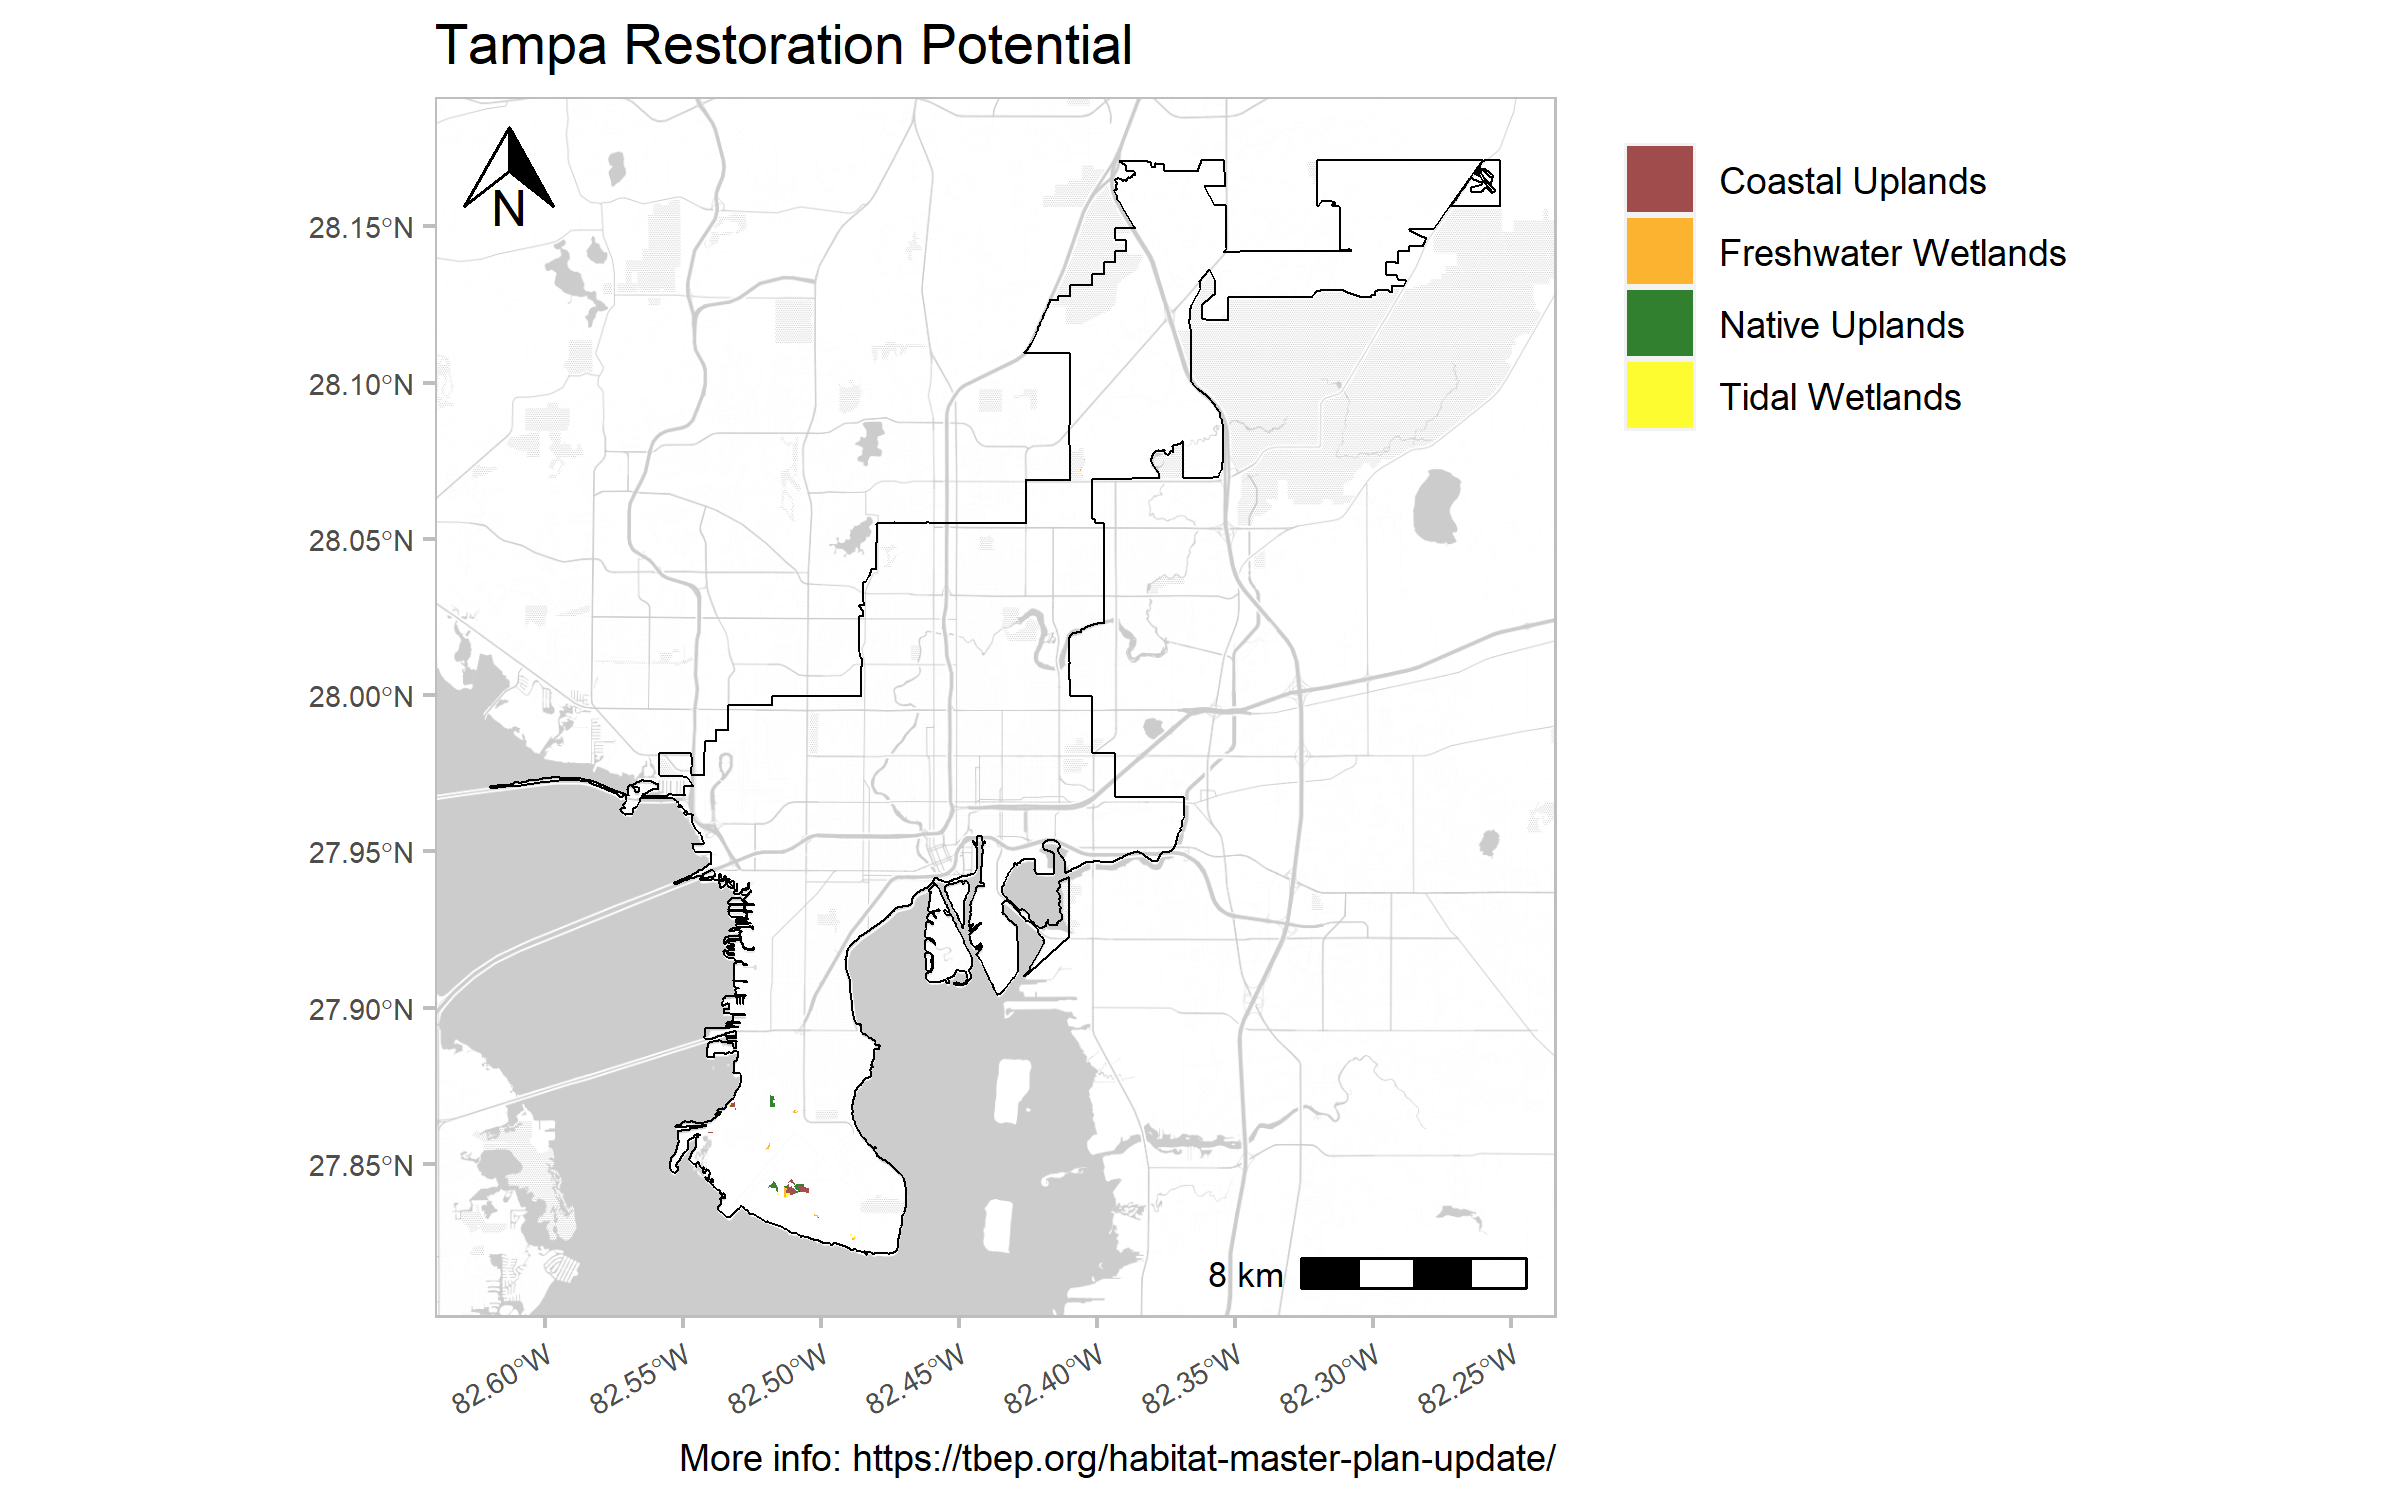 Tampa Restoration Potential
N
Coastal Uplands
Freshwater Wetlands
Native Uplands
Tidal Wetlands
28.15°N
28.10°N
28.05°N
28.00°N
27.95°N
27.90°N
27.85°N
8 km
82.60°W
82.55°W
82.50°W
82.45°W
82.40°W
82.35°W
82.30°W
82.25°W
More info: https://tbep.org/habitat-master-plan-update/